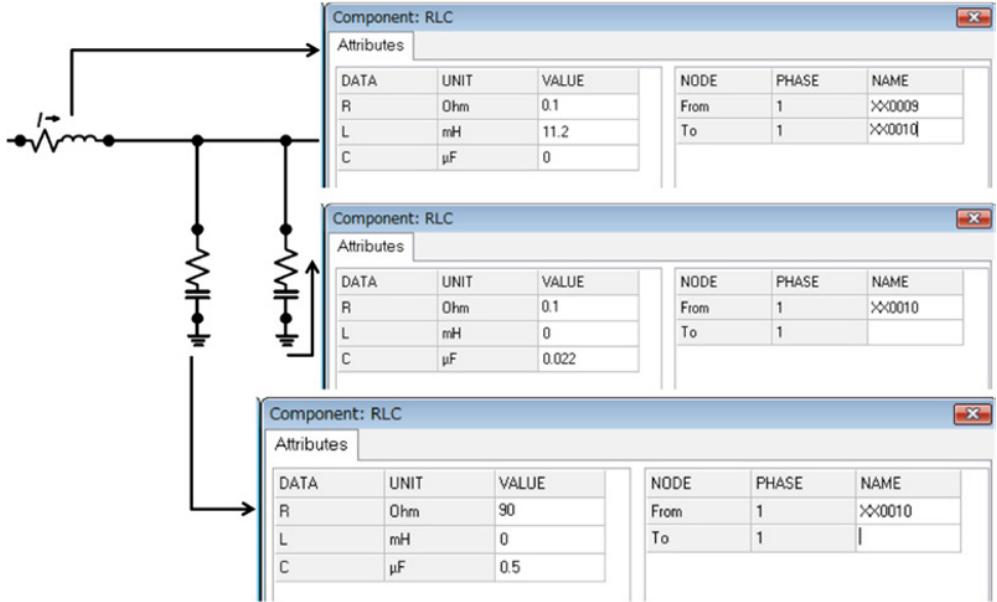 Component: RLC
Attributes
DATA UNIT VALUE NODE PHASE NAME
R Ohm 0.1 From 1 XX0009
L mH 11.2 To 1 XX0010
C µF 0
I
Component: RLC
Attributes
DATA UNIT VALUE NODE PHASE NAME
R Ohm 0.1 From 1 XX0010
L mH 0 To 1
C µF 0.022
Component: RLC
Attributes
DATA UNIT VALUE NODE PHASE NAME
R Ohm 90 From 1 XX0010
L mH 0 To 1
C µF 0.5